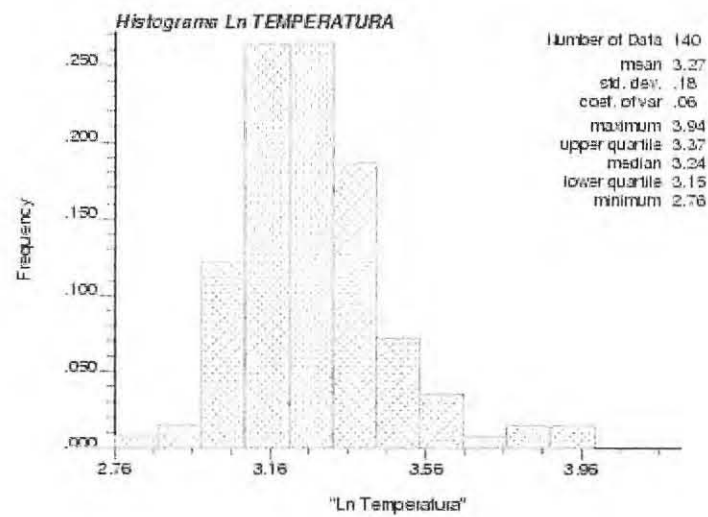 Histograma Ln TEMPERATURA
Number of Data 140
mean 3.27
std. dev. .18
coef. of var .06
maximum 3.94
upper quartile 3.37
median 3.24
lower quartile 3.15
minimum 2.76
Frequency
.250
.200
.150
.100
.050
.000
2.76 3.16 3.56 3.96
"Ln Temperatura"